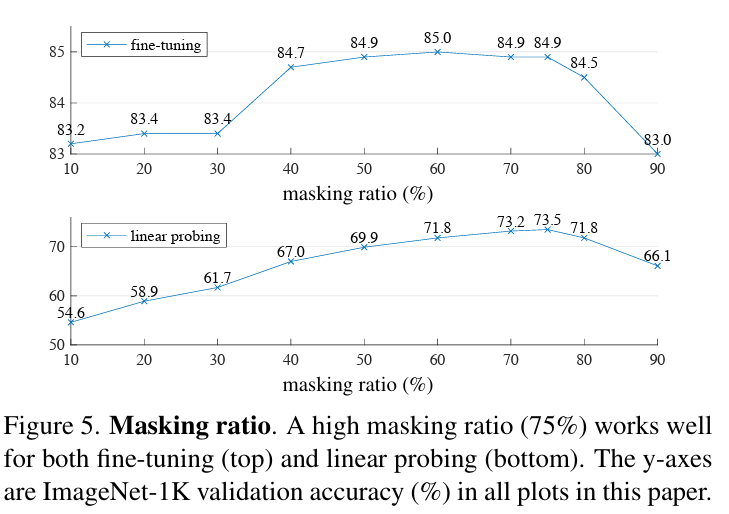 fine-tuning
85
84
83
83.2
83.4
83.4
84.7
84.9
85.0
84.9
84.9
84.5
83.0
10 20 30 40 50 60 70 80 90
masking ratio (%)
linear probing
70
60
50
54.6
58.9
61.7
67.0
69.9
71.8
73.2
73.5
71.8
66.1
10 20 30 40 50 60 70 80 90
masking ratio (%)
Figure 5. Masking ratio. A high masking ratio (75%) works well
for both fine-tuning (top) and linear probing (bottom). The y-axes
are ImageNet-1K validation accuracy (%) in all plots in this paper.